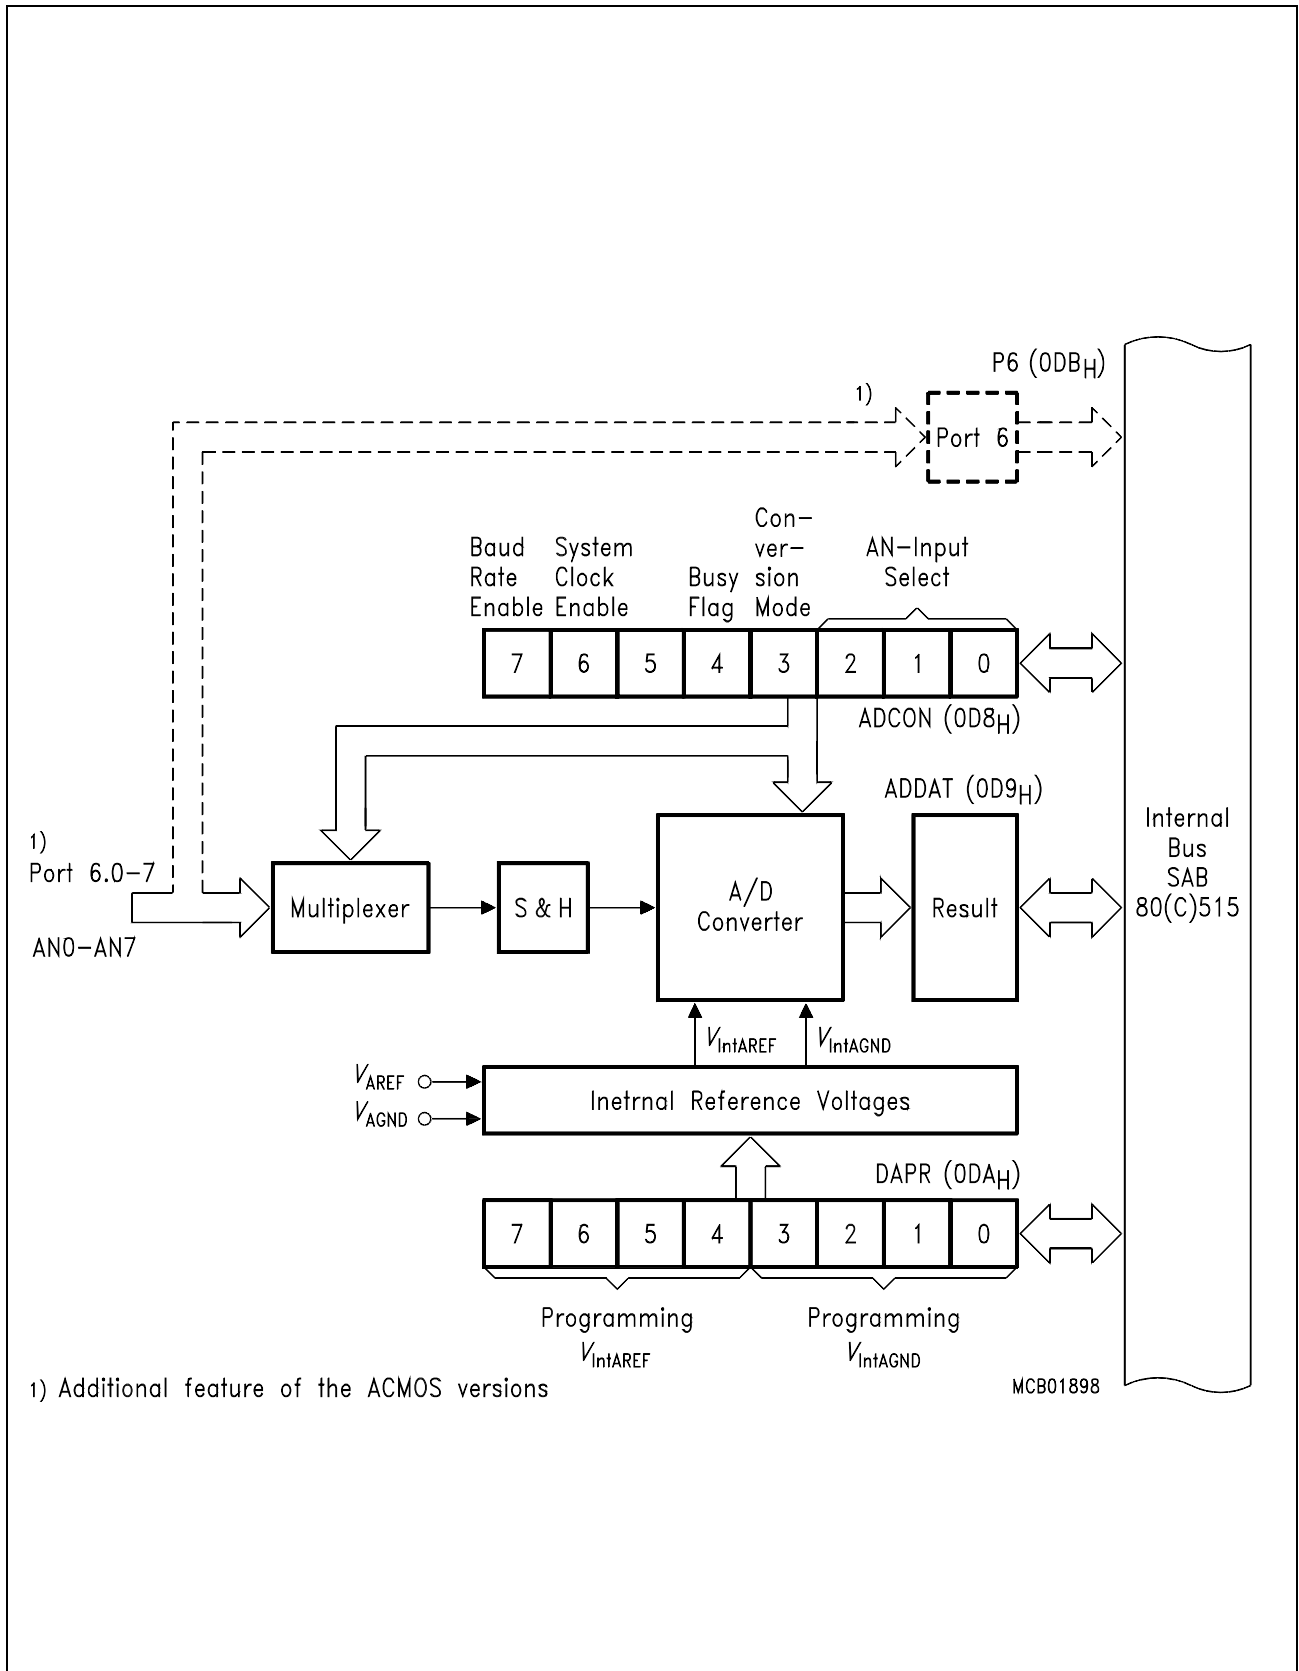 P6 (0DBH)
1)
Port 6
Con-
Baud System ver- AN-Input
Rate Clock Busy sion Select
Enable Enable Flag Mode
7 6 5 4 3 2 1 0
ADCON (0D8H)
ADDAT (0D9H)
1)
Port 6.0-7
Multiplexer
S & H
A/D
Converter
Result
Internal
Bus
SAB
80(C)515
AN0-AN7
VIntAREF VIntAGND
VAREF
VAGND
Inetrnal Reference Voltages
DAPR (0DAH)
7 6 5 4 3 2 1 0
Programming Programming
VIntAREF VIntAGND
1) Additional feature of the ACMOS versions
MCB01898